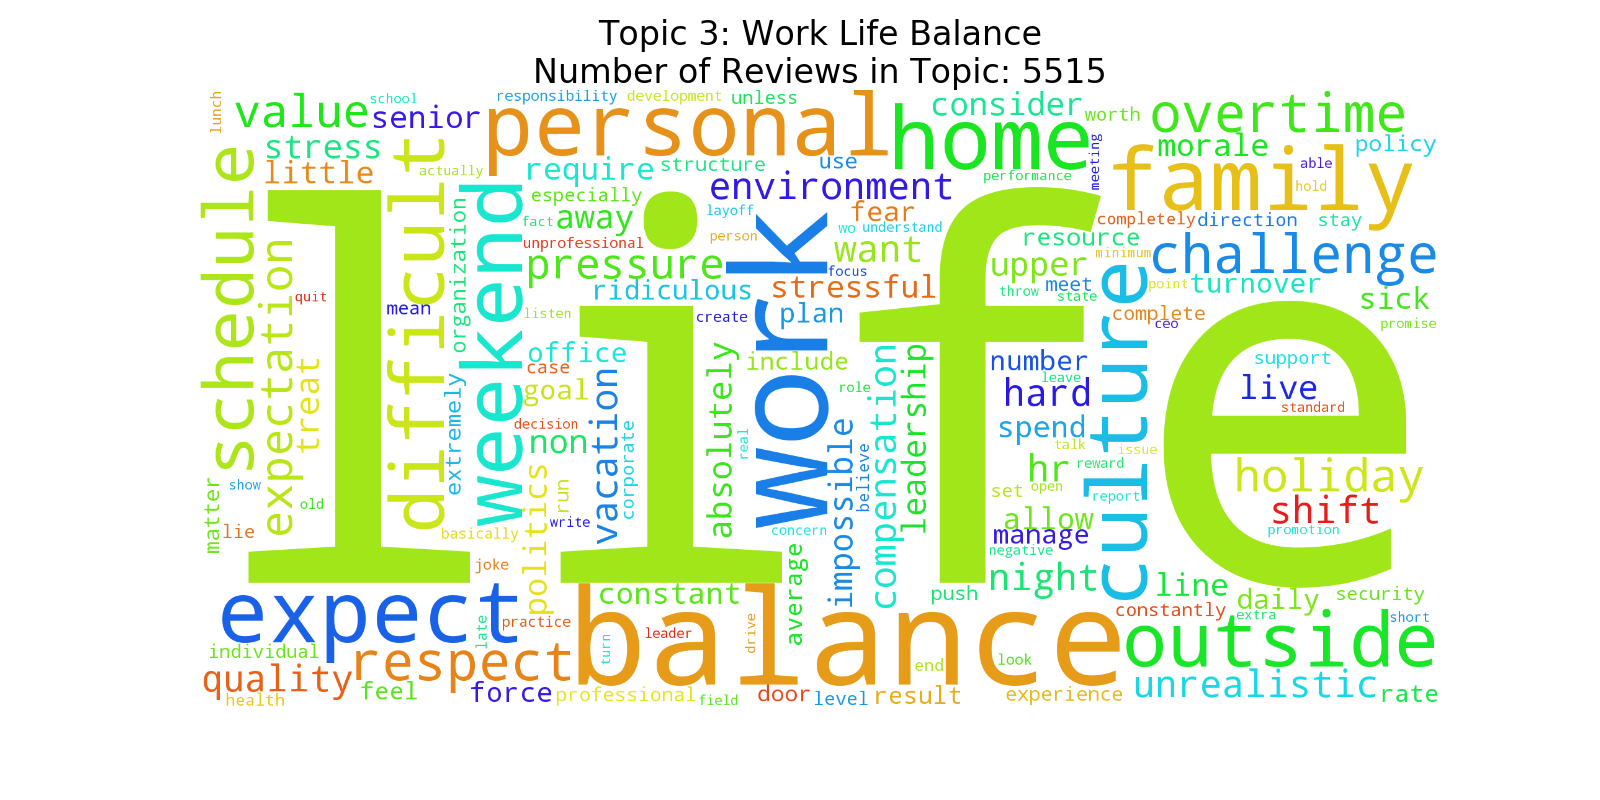 Topic 3: Work Life Balance
Number of Reviews in Topic: 5515
lunch
value
school
senior
responsibility
development
unless
personal
home
consider
worth
overtime
stress
little
actually
require
structure
use
environment
performance
meeting
morale
able
policy
family
hold
schedule
difficult
weekend
especially
fact
away
layoff
fear
wo
understand
completely
direction
stay
unprofessional
person
want
resource
minimum
challenge
pressure
focus
upper
organization
expectation
quit
mean
ridiculous
stressful
meet
point
turnover
throw
state
sick
listen
create
plan
complete
ceo
promise
life
work
culture
treat
office
case
goal
include
number
leave
support
live
extremely
vacation
absolutely
role
compensation
leadership
hard
standard
decision
non
corporate
real
spend
talk
issue
impossible
believe
hr
reward
holiday
matter
show
old
politics
run
set
open
report
shift
lie
basically
write
concern
allow
manage
promotion
negative
joke
average
night
line
expect
constant
push
daily
security
balance
constantly
extra
short
late
practice
leader
drive
outside
individual
respect
turn
end
look
quality
feel
force
professional
field
door
level
result
experience
unrealistic
rate
health